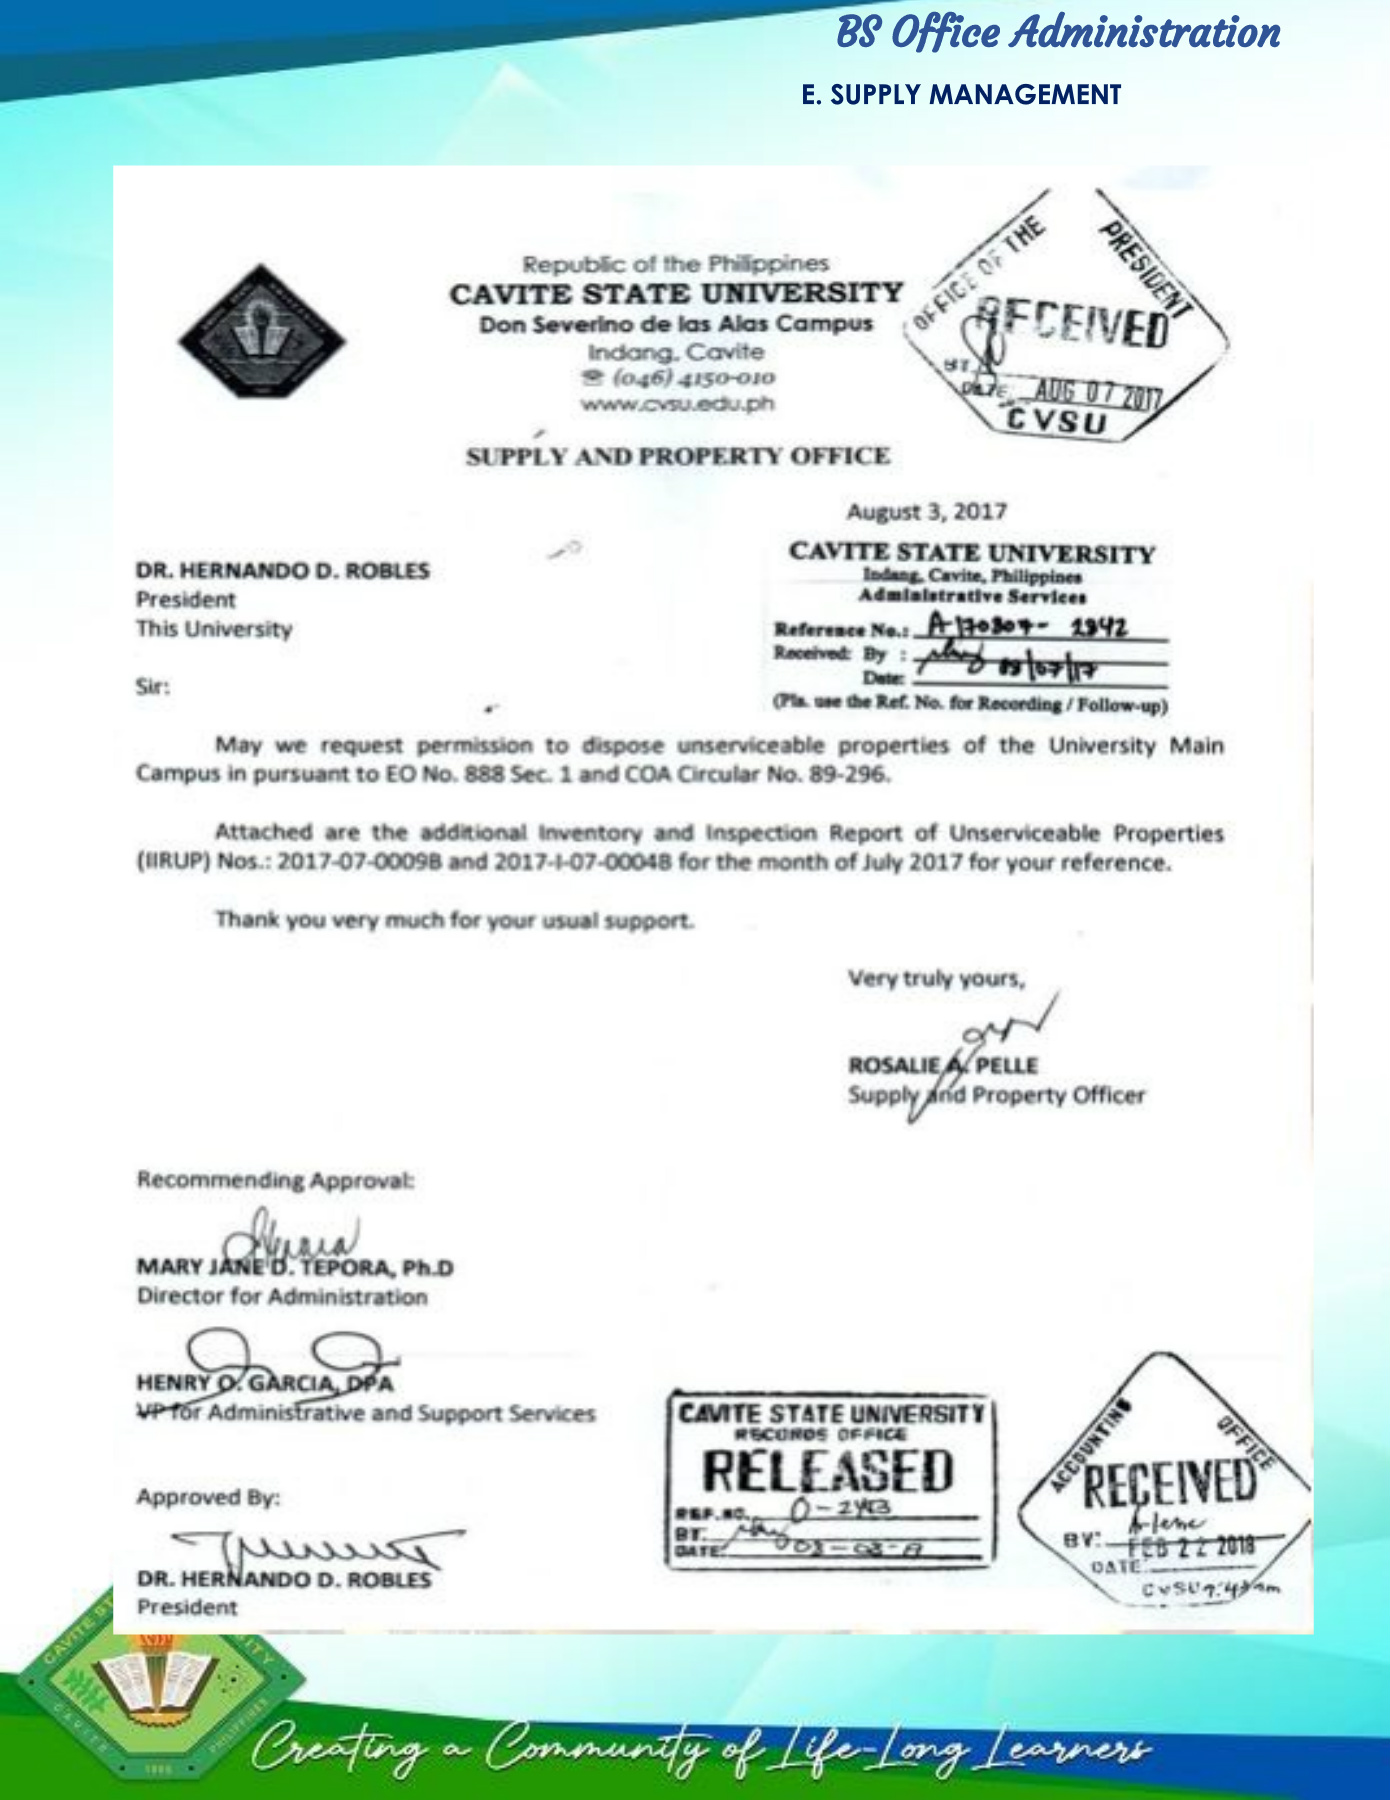 BS Office Administration
E. SUPPLY MANAGEMENT
Republic of the Philippines
CAVITE STATE UNIVERSITY
Don Severino de las Alas Campus
Indang, Cavite
☎ (046) 4150-010
www.cvsu.edu.ph
OFFICE OF THE PRESIDENT
RECEIVED
BY
DATE: AUG 07 2017
CVSU
SUPPLY AND PROPERTY OFFICE
August 3, 2017
CAVITE STATE UNIVERSITY
Indang, Cavite, Philippines
Administrative Services
Reference No.: A-170807- 2342
Received: By :
Date: 08/07/17
(Pls. use the Ref. No. for Recording / Follow-up)
DR. HERNANDO D. ROBLES
President
This University
Sir:
May we request permission to dispose unserviceable properties of the University Main
Campus in pursuant to EO No. 888 Sec. 1 and COA Circular No. 89-296.
Attached are the additional Inventory and Inspection Report of Unserviceable Properties
(IIRUP) Nos.: 2017-07-0009B and 2017-I-07-0004B for the month of July 2017 for your reference.
Thank you very much for your usual support.
Very truly yours,
ROSALIE A. PELLE
Supply and Property Officer
Recommending Approval:
MARY JANE D. TEPORA, Ph.D
Director for Administration
HENRY O. GARCIA, DPA
VP for Administrative and Support Services
Approved By:
DR. HERNANDO D. ROBLES
President
CAVITE STATE UNIVERSITY
RECORDS OFFICE
RELEASED
REF.NO.
BY:
DATE:
ACCOUNTING OFFICE
RECEIVED
BY:
FEB 22 2018
DATE
CVSU
CAVITE
PHILIPPINES
1906
Creating a Community of Life-Long Learners